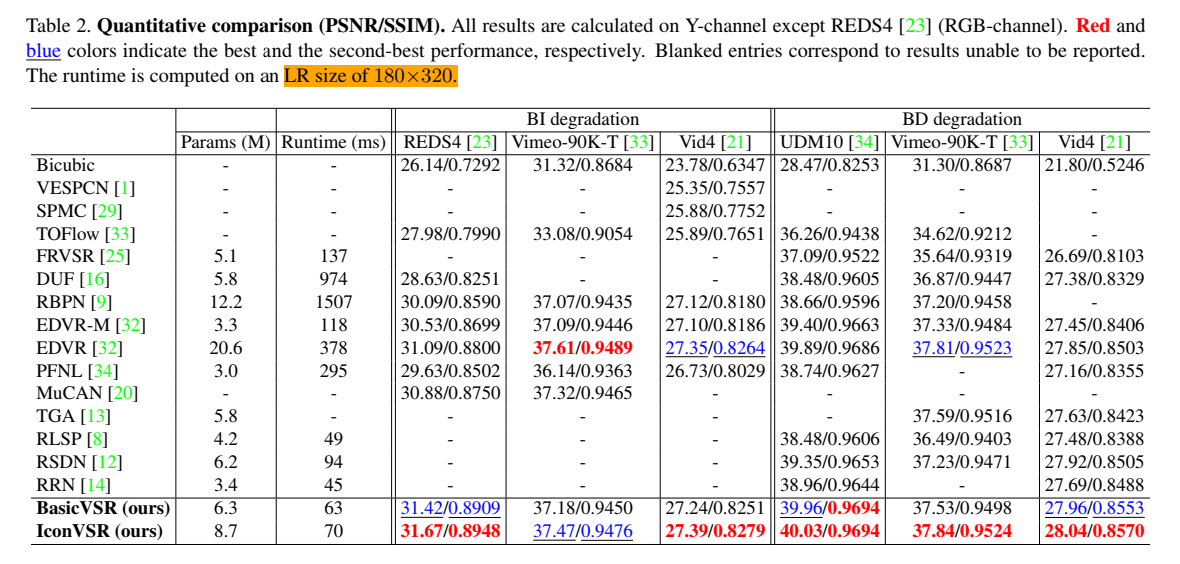 Table 2. Quantitative comparison (PSNR/SSIM). All results are calculated on Y-channel except REDS4 [23] (RGB-channel). Red and
blue colors indicate the best and the second-best performance, respectively. Blanked entries correspond to results unable to be reported.
The runtime is computed on an LR size of 180×320.
BI degradation BD degradation
Params (M) Runtime (ms) REDS4 [23] Vimeo-90K-T [33] Vid4 [21] UDM10 [34] Vimeo-90K-T [33] Vid4 [21]
Bicubic - - 26.14/0.7292 31.32/0.8684 23.78/0.6347 28.47/0.8253 31.30/0.8687 21.80/0.5246
VESPCN [1] - - - - 25.35/0.7557 - - -
SPMC [29] - - - - 25.88/0.7752 - - -
TOFlow [33] - - 27.98/0.7990 33.08/0.9054 25.89/0.7651 36.26/0.9438 34.62/0.9212 -
FRVSR [25] 5.1 137 - - - 37.09/0.9522 35.64/0.9319 26.69/0.8103
DUF [16] 5.8 974 28.63/0.8251 - - 38.48/0.9605 36.87/0.9447 27.38/0.8329
RBPN [9] 12.2 1507 30.09/0.8590 37.07/0.9435 27.12/0.8180 38.66/0.9596 37.20/0.9458 -
EDVR-M [32] 3.3 118 30.53/0.8699 37.09/0.9446 27.10/0.8186 39.40/0.9663 37.33/0.9484 27.45/0.8406
EDVR [32] 20.6 378 31.09/0.8800 37.61/0.9489 27.35/0.8264 39.89/0.9686 37.81/0.9523 27.85/0.8503
PFNL [34] 3.0 295 29.63/0.8502 36.14/0.9363 26.73/0.8029 38.74/0.9627 - 27.16/0.8355
MuCAN [20] - - 30.88/0.8750 37.32/0.9465 - - - -
TGA [13] 5.8 - - - - - 37.59/0.9516 27.63/0.8423
RLSP [8] 4.2 49 - - - 38.48/0.9606 36.49/0.9403 27.48/0.8388
RSDN [12] 6.2 94 - - - 39.35/0.9653 37.23/0.9471 27.92/0.8505
RRN [14] 3.4 45 - - - 38.96/0.9644 - 27.69/0.8488
BasicVSR (ours) 6.3 63 31.42/0.8909 37.18/0.9450 27.24/0.8251 39.96/0.9694 37.53/0.9498 27.96/0.8553
IconVSR (ours) 8.7 70 31.67/0.8948 37.47/0.9476 27.39/0.8279 40.03/0.9694 37.84/0.9524 28.04/0.8570